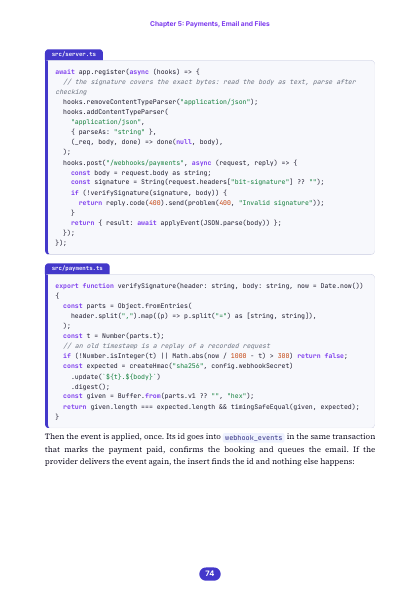 Chapter 5: Payments, Email and Files
src/server.ts
await app.register(async (hooks) => {
// the signature covers the exact bytes: read the body as text, parse after
checking
hooks.removeContentTypeParser("application/json");
hooks.addContentTypeParser(
"application/json",
{ parseAs: "string" },
(_req, body, done) => done(null, body),
);
hooks.post("/webhooks/payments", async (request, reply) => {
const body = request.body as string;
const signature = String(request.headers["bit-signature"] ?? "");
if (!verifySignature(signature, body)) {
return reply.code(400).send(problem(400, "Invalid signature"));
}
return { result: await applyEvent(JSON.parse(body)) };
});
});
src/payments.ts
export function verifySignature(header: string, body: string, now = Date.now())
{
const parts = Object.fromEntries(
header.split(",").map((p) => p.split("=") as [string, string]),
);
const t = Number(parts.t);
// an old timestamp is a replay of a recorded request
if (!Number.isInteger(t) || Math.abs(now / 1000 - t) > 300) return false;
const expected = createHmac("sha256", config.webhookSecret)
.update(`${t}.${body}`)
.digest();
const given = Buffer.from(parts.v1 ?? "", "hex");
return given.length === expected.length && timingSafeEqual(given, expected);
}
Then the event is applied, once. Its id goes into webhook_events in the same transaction
that marks the payment paid, confirms the booking and queues the email. If the
provider delivers the event again, the insert finds the id and nothing else happens:
74